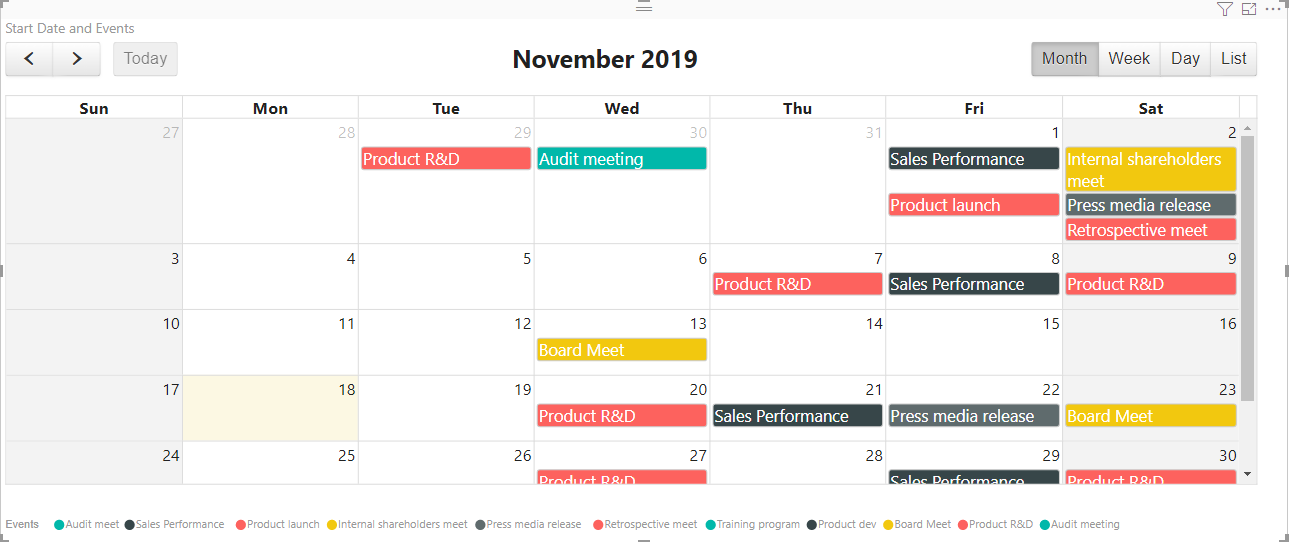 Start Date and Events
Today
November 2019
Month Week Day List
Sun Mon Tue Wed Thu Fri Sat
27 28 29 30 31 1 2
Product R&D Audit meeting Sales Performance Internal shareholders
meet
Product launch Press media release
Retrospective meet
3 4 5 6 7 8 9
Product R&D Sales Performance Product R&D
10 11 12 13 14 15 16
Board Meet
17 18 19 20 21 22 23
Product R&D Sales Performance Press media release Board Meet
24 25 26 27 28 29 30
Product R&D Sales Performance Product R&D
Events Audit meet Sales Performance Product launch Internal shareholders meet Press media release Retrospective meet Training program Product dev Board Meet Product R&D Audit meeting